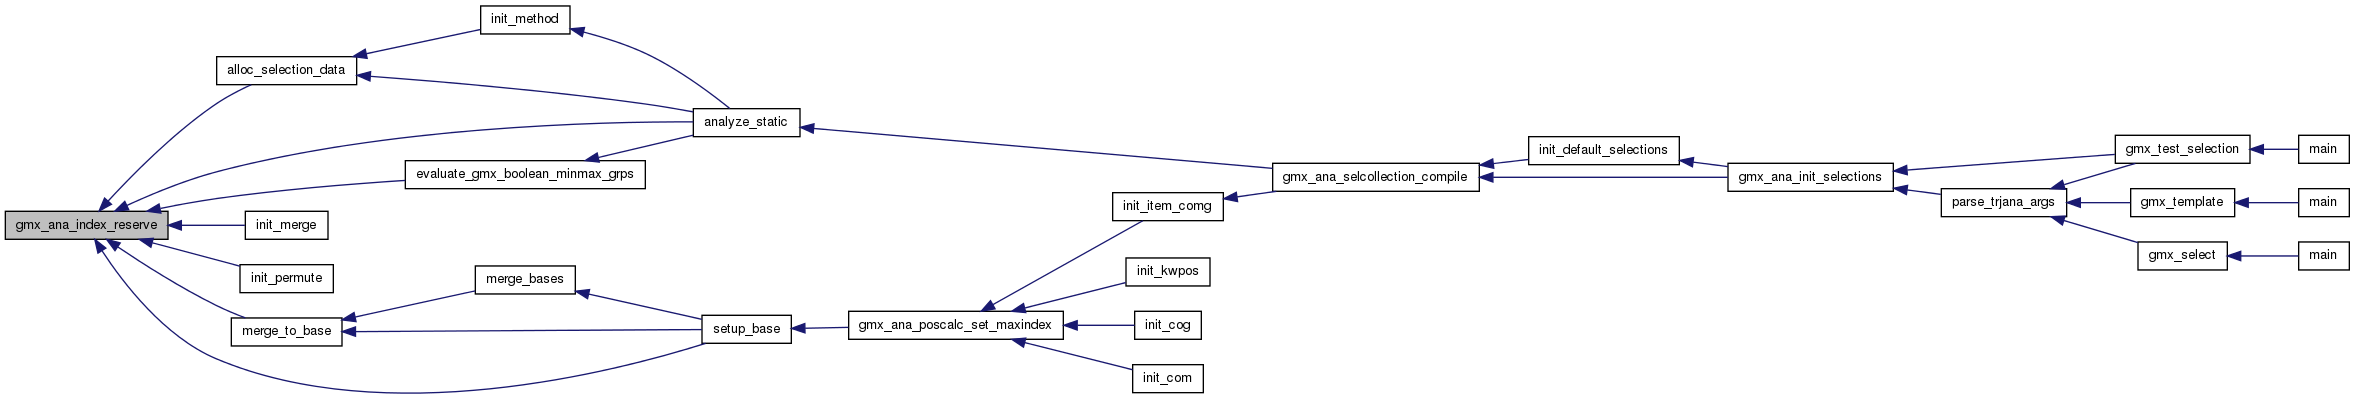 init_method
alloc_selection_data
analyze_static
gmx_test_selection
main
init_default_selections
evaluate_gmx_boolean_minmax_grps
gmx_ana_selcollection_compile
gmx_ana_init_selections
init_item_comg
parse_trjana_args
gmx_template
main
gmx_ana_index_reserve
init_merge
gmx_select
main
init_permute
merge_bases
init_kwpos
merge_to_base
setup_base
gmx_ana_poscalc_set_maxindex
init_cog
init_com